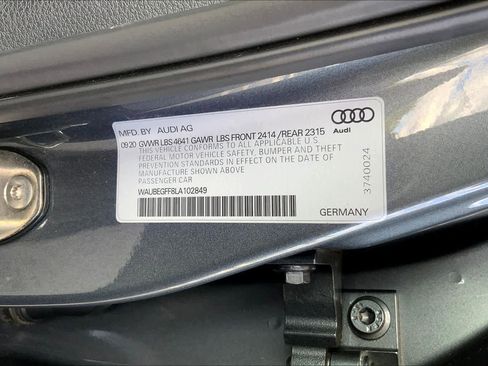 MFD. BY AUDI AG
0920 GVWR LBS 4641 GAWR LBS FRONT 2414 /REAR 2315
THIS VEHICLE CONFORMS TO ALL APPLICABLE U.S
FEDERAL MOTOR VEHICLE SAFETY, BUMPER AND THEFT
PREVENTION STANDARDS IN EFFECT ON THE DATE OF
MANUFACTURE SHOWN ABOVE
PASSENGER CAR
WAUBEGFF8LA102849
Audi
3740024
GERMANY